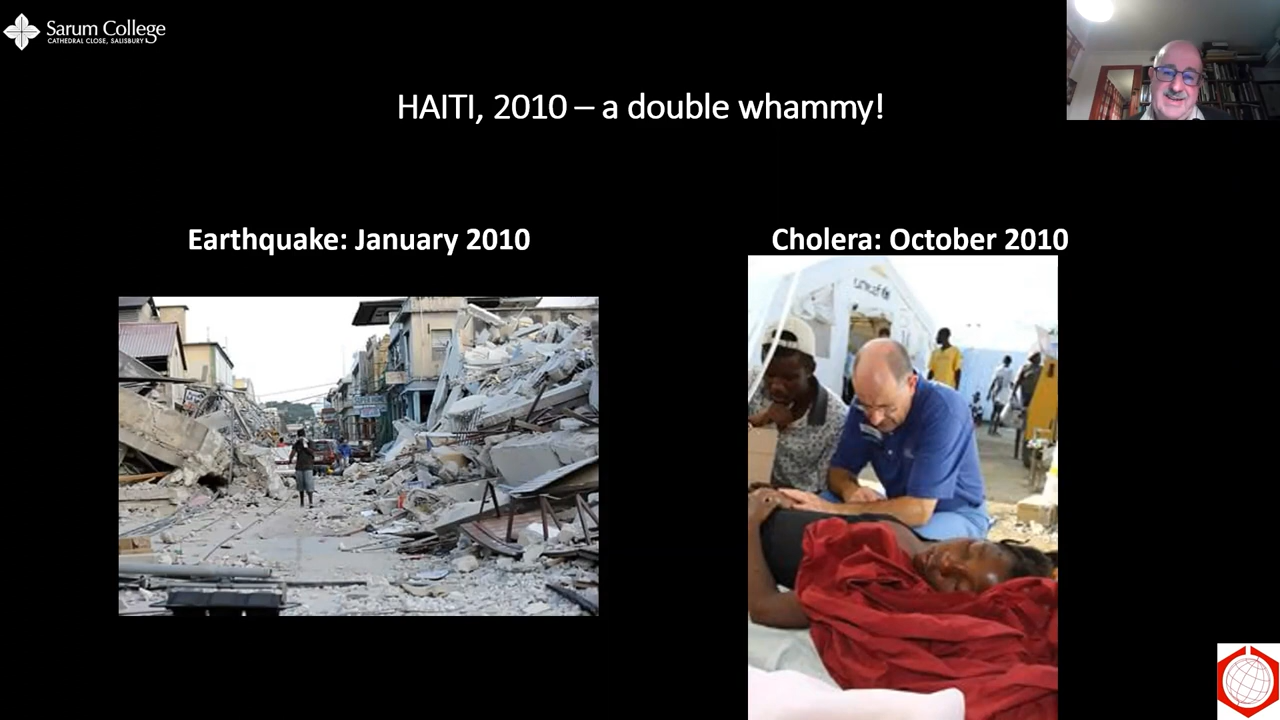 Sarum College
CATHEDRAL CLOSE, SALISBURY
HAITI, 2010 – a double whammy!
Earthquake: January 2010
Cholera: October 2010
unicef